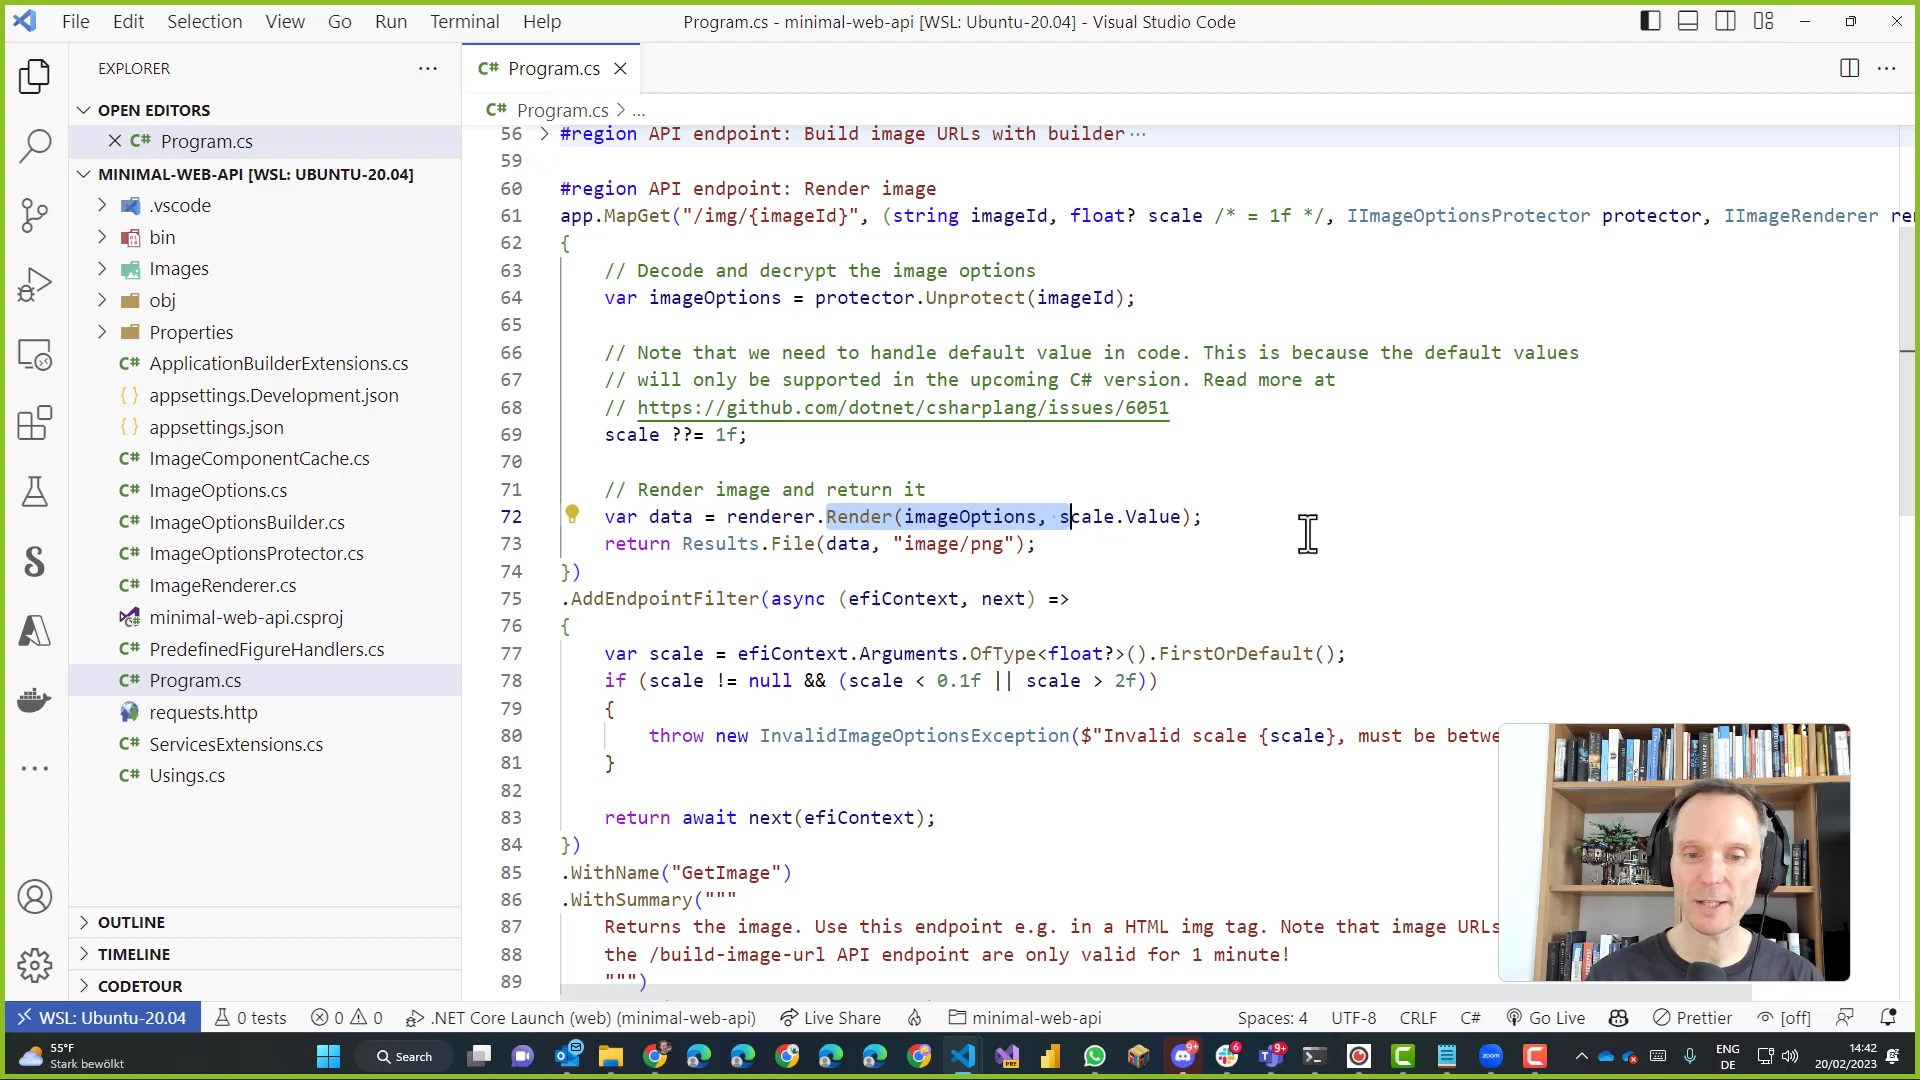 File Edit Selection View Go Run Terminal Help
Program.cs - minimal-web-api [WSL: Ubuntu-20.04] - Visual Studio Code
EXPLORER
OPEN EDITORS
C# Program.cs
MINIMAL-WEB-API [WSL: UBUNTU-20.04]
.vscode
bin
Images
obj
Properties
C# ApplicationBuilderExtensions.cs
{} appsettings.Development.json
{} appsettings.json
C# ImageComponentCache.cs
C# ImageOptions.cs
C# ImageOptionsBuilder.cs
C# ImageOptionsProtector.cs
C# ImageRenderer.cs
minimal-web-api.csproj
C# PredefinedFigureHandlers.cs
C# Program.cs
requests.http
C# ServicesExtensions.cs
C# Usings.cs
OUTLINE
TIMELINE
CODETOUR
C# Program.cs
C# Program.cs > ...
56 #region API endpoint: Build image URLs with builder ...
59
60 #region API endpoint: Render image
61 app.MapGet("/img/{imageId}", (string imageId, float? scale /* = 1f */, IImageOptionsProtector protector, IImageRenderer ren
62 {
63 // Decode and decrypt the image options
64 var imageOptions = protector.Unprotect(imageId);
65
66 // Note that we need to handle default value in code. This is because the default values
67 // will only be supported in the upcoming C# version. Read more at
68 // https://github.com/dotnet/csharplang/issues/6051
69 scale ??= 1f;
70
71 // Render image and return it
72 var data = renderer.Render(imageOptions, scale.Value);
73 return Results.File(data, "image/png");
74 })
75 .AddEndpointFilter(async (efiContext, next) =>
76 {
77 var scale = efiContext.Arguments.OfType<float?>().FirstOrDefault();
78 if (scale != null && (scale < 0.1f || scale > 2f))
79 {
80 throw new InvalidImageOptionsException($"Invalid scale {scale}, must be betwe
81 }
82
83 return await next(efiContext);
84 })
85 .WithName("GetImage")
86 .WithSummary("""
87 Returns the image. Use this endpoint e.g. in a HTML img tag. Note that image URLs
88 the /build-image-url API endpoint are only valid for 1 minute!
89 """)
WSL: Ubuntu-20.04 0 tests 0 0 .NET Core Launch (web) (minimal-web-api) Live Share minimal-web-api Spaces: 4 UTF-8 CRLF C# Go Live Prettier [off]
55°F
Stark bewölkt
Search
9+ 6 9+ zoom
ENG
DE
14:42
20/02/2023